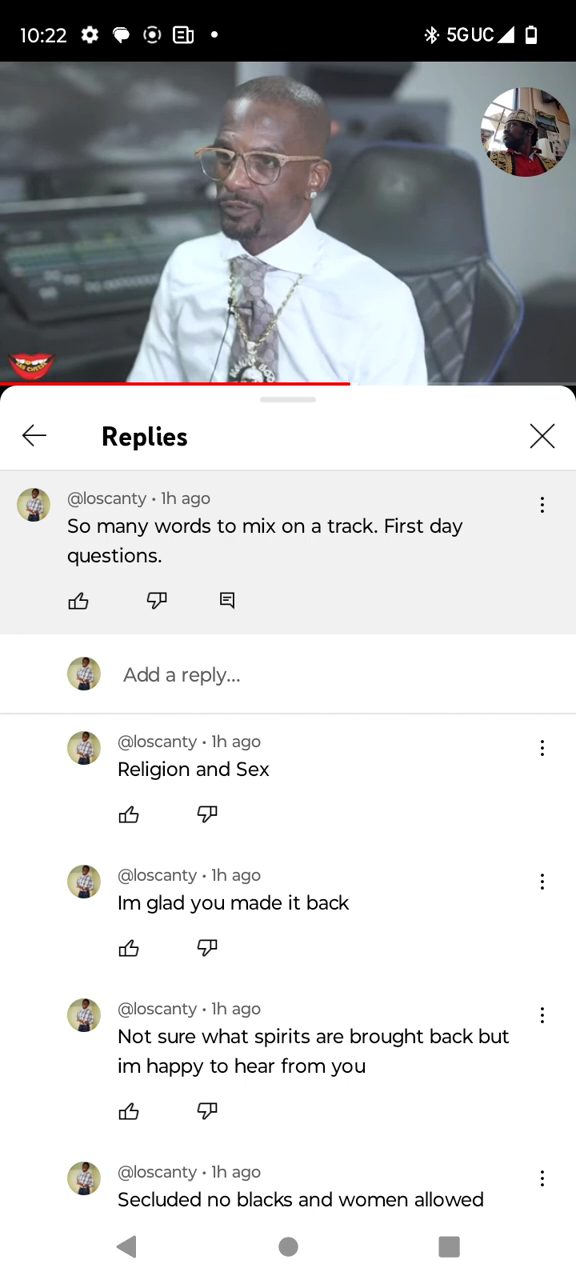 10:22
5G UC
Replies
@loscanty • 1h ago
So many words to mix on a track. First day
questions.
Add a reply...
@loscanty • 1h ago
Religion and Sex
@loscanty • 1h ago
Im glad you made it back
@loscanty • 1h ago
Not sure what spirits are brought back but
im happy to hear from you
@loscanty • 1h ago
Secluded no blacks and women allowed